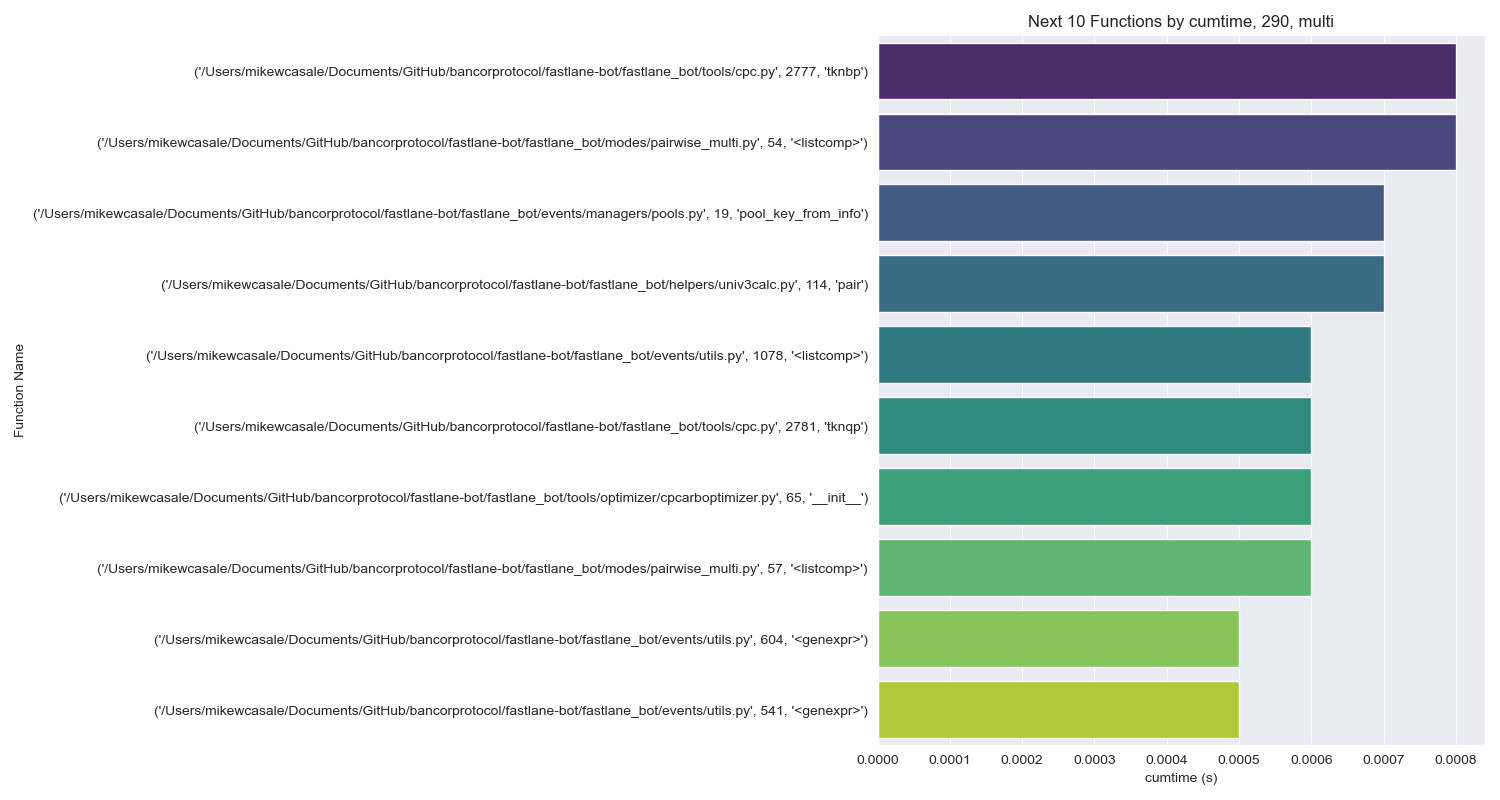 Next 10 Functions by cumtime, 290, multi
('/Users/mikewcasale/Documents/GitHub/bancorprotocol/fastlane-bot/fastlane_bot/tools/cpc.py', 2777, 'tknbp')
('/Users/mikewcasale/Documents/GitHub/bancorprotocol/fastlane-bot/fastlane_bot/modes/pairwise_multi.py', 54, '<listcomp>')
('/Users/mikewcasale/Documents/GitHub/bancorprotocol/fastlane-bot/fastlane_bot/events/managers/pools.py', 19, 'pool_key_from_info')
('/Users/mikewcasale/Documents/GitHub/bancorprotocol/fastlane-bot/fastlane_bot/helpers/univ3calc.py', 114, 'pair')
('/Users/mikewcasale/Documents/GitHub/bancorprotocol/fastlane-bot/fastlane_bot/events/utils.py', 1078, '<listcomp>')
('/Users/mikewcasale/Documents/GitHub/bancorprotocol/fastlane-bot/fastlane_bot/tools/cpc.py', 2781, 'tknqp')
('/Users/mikewcasale/Documents/GitHub/bancorprotocol/fastlane-bot/fastlane_bot/tools/optimizer/cpcarboptimizer.py', 65, '__init__')
('/Users/mikewcasale/Documents/GitHub/bancorprotocol/fastlane-bot/fastlane_bot/modes/pairwise_multi.py', 57, '<listcomp>')
('/Users/mikewcasale/Documents/GitHub/bancorprotocol/fastlane-bot/fastlane_bot/events/utils.py', 604, '<genexpr>')
('/Users/mikewcasale/Documents/GitHub/bancorprotocol/fastlane-bot/fastlane_bot/events/utils.py', 541, '<genexpr>')
Function Name
0.0000 0.0001 0.0002 0.0003 0.0004 0.0005 0.0006 0.0007 0.0008
cumtime (s)